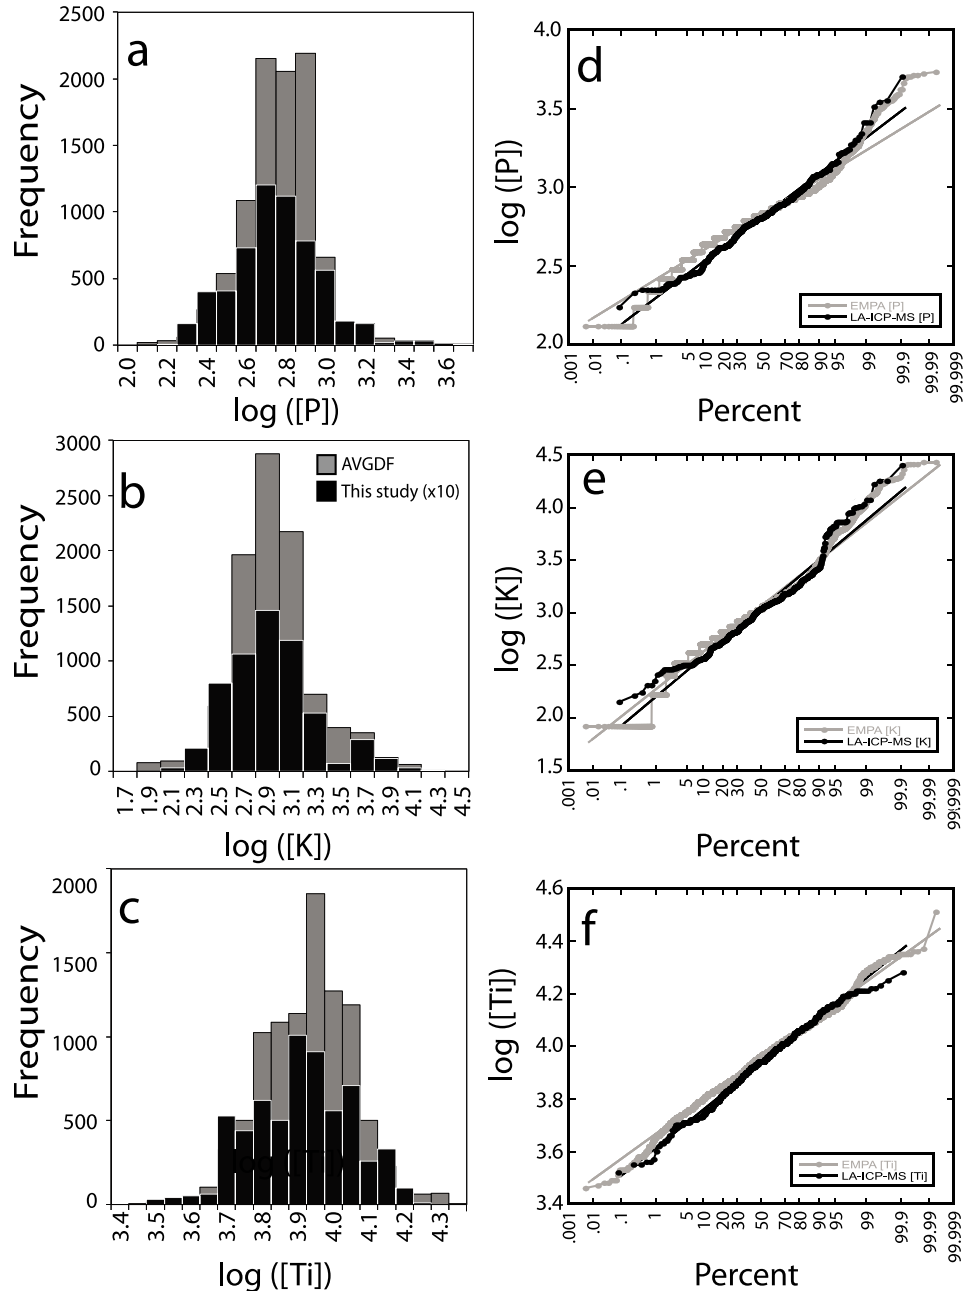 a
2500
2000
1500
1000
500
0
Frequency
2.0 2.2 2.4 2.6 2.8 3.0 3.2 3.4 3.6
log ([P])
d
4.0
3.5
3.0
2.5
2.0
log ([P])
EMPA [P]
LA-ICP-MS [P]
.001 .01 .1 1 5 10 20 30 50 70 80 90 95 99 99.9 99.99 99.999
Percent
b
3000
2500
2000
1500
1000
500
0
Frequency
AVGDF
This study (x10)
1.7 1.9 2.1 2.3 2.5 2.7 2.9 3.1 3.3 3.5 3.7 3.9 4.1 4.3 4.5
log ([K])
e
4.5
4.0
3.5
3.0
2.5
2.0
1.5
log ([K])
EMPA [K]
LA-ICP-MS [K]
.001 .01 .1 1 5 10 20 30 50 70 80 90 95 99 99.9 99.99 99.999
Percent
c
2000
1500
1000
500
0
Frequency
log ([Ti])
3.4 3.5 3.6 3.7 3.8 3.9 4.0 4.1 4.2 4.3
log ([Ti])
f
4.6
4.4
4.2
4.0
3.8
3.6
3.4
log ([Ti])
EMPA [Ti]
LA-ICP-MS [Ti]
.001 .01 .1 1 5 10 20 30 50 70 80 90 95 99 99.9 99.99 99.999
Percent